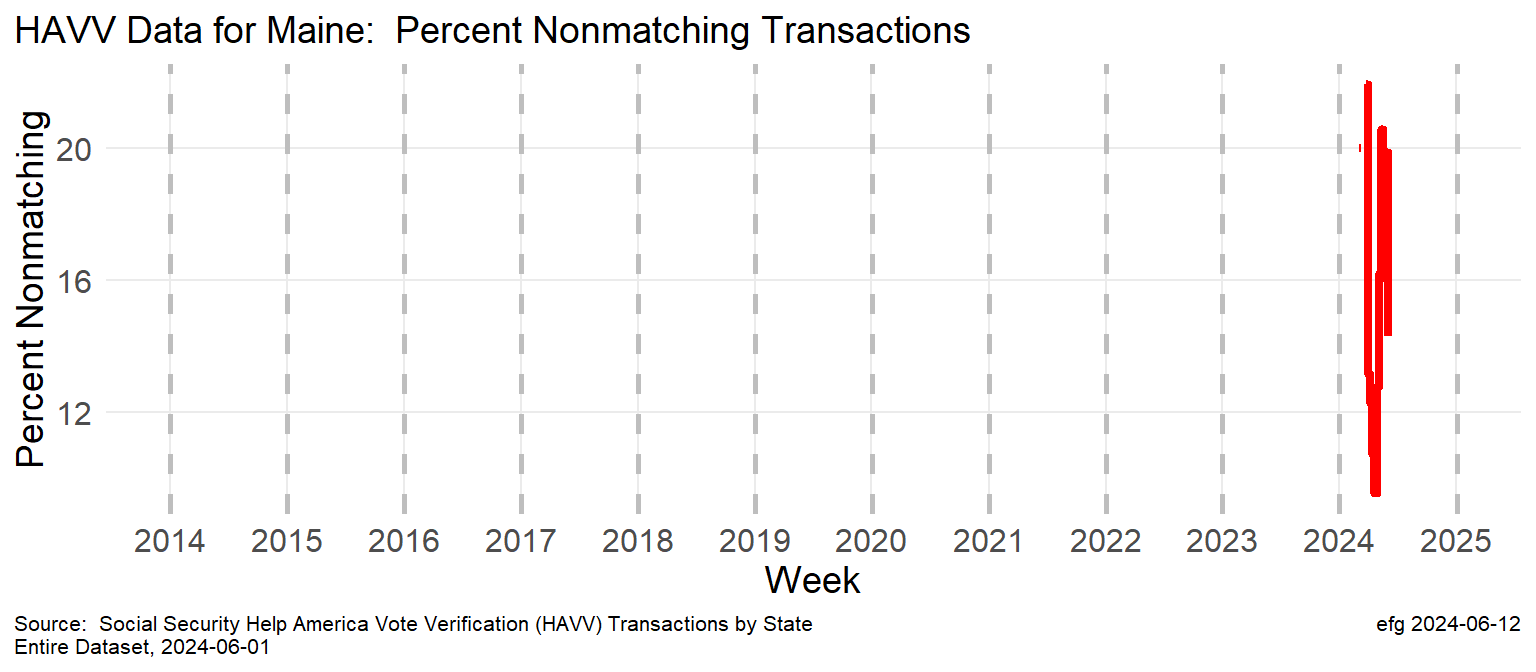 HAVV Data for Maine:  Percent Nonmatching Transactions
Percent Nonmatching
20
16
12
2014 2015 2016 2017 2018 2019 2020 2021 2022 2023 2024 2025
Week
Source:  Social Security Help America Vote Verification (HAVV) Transactions by State
Entire Dataset, 2024-06-01
efg 2024-06-12